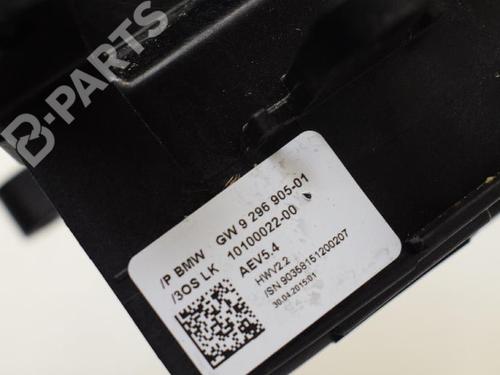 B-PARTS
/P BMW GW 9 296 905-01
/3OS LK 10100022-00
AEV5.4
HWV2.2
/SN 90358151200207
30.04.2015:01